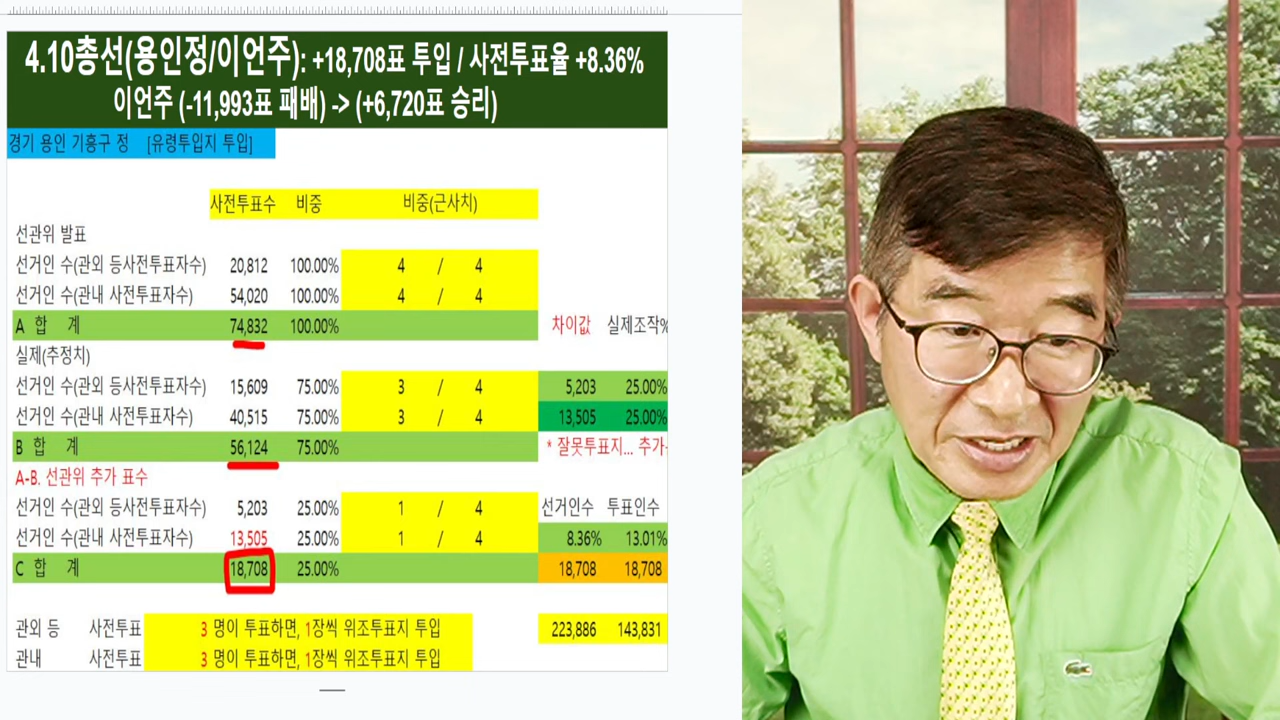 4.10총선(용인정/이언주): +18,708표 투입 / 사전투표율 +8.36%
이언주 (-11,993표 패배) -> (+6,720표 승리)
경기 용인 기흥구 정 [유령투입지 투입]
사전투표수 비중 비중(근사치)
선관위 발표
선거인 수(관외 등사전투표자수) 20,812 100.00% 4 / 4
선거인 수(관내 사전투표자수) 54,020 100.00% 4 / 4
A 합 계 74,832 100.00% 차이값 실제조작%
실제(추정치)
선거인 수(관외 등사전투표자수) 15,609 75.00% 3 / 4 5,203 25.00%
선거인 수(관내 사전투표자수) 40,515 75.00% 3 / 4 13,505 25.00%
B 합 계 56,124 75.00% * 잘못투표지... 추가
A-B. 선관위 추가 표수
선거인 수(관외 등사전투표자수) 5,203 25.00% 1 / 4 선거인수 투표인수
선거인 수(관내 사전투표자수) 13,505 25.00% 1 / 4 8.36% 13.01%
C 합 계 18,708 25.00% 18,708 18,708
관외 등 사전투표 3 명이 투표하면, 1장씩 위조투표지 투입 223,886 143,831
관내 사전투표 3 명이 투표하면, 1장씩 위조투표지 투입